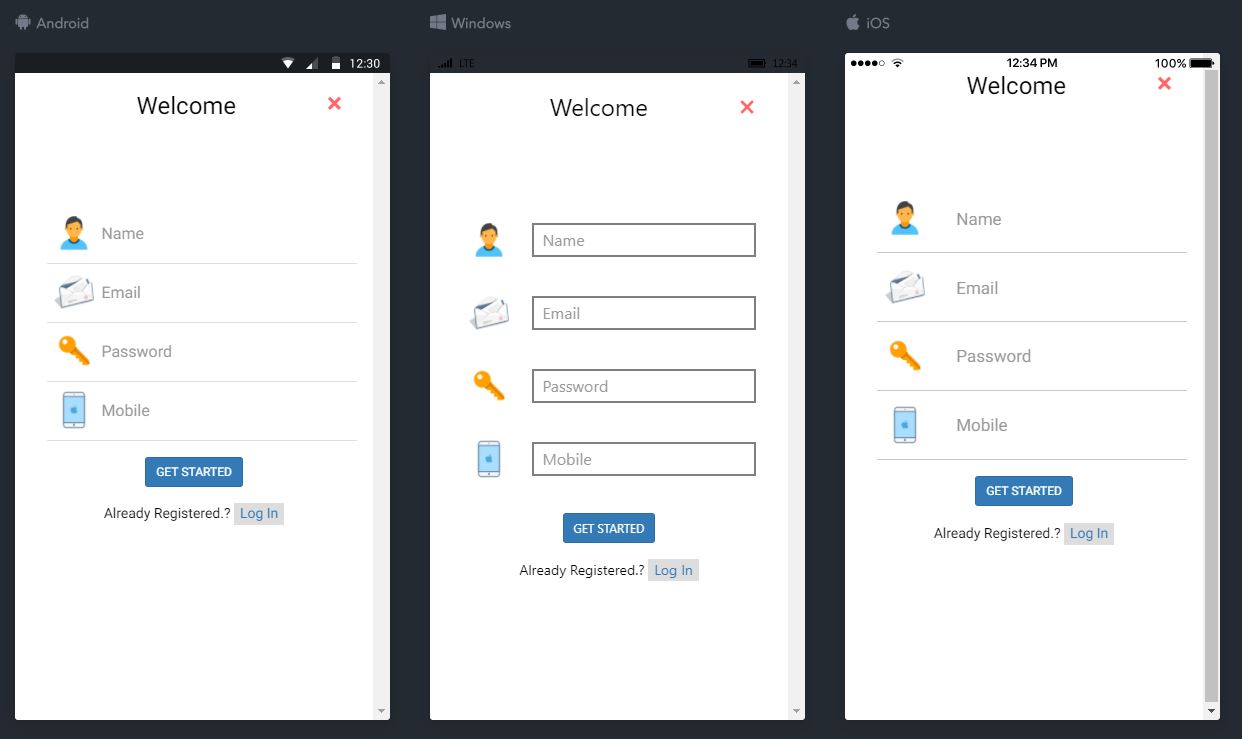 Android
12:30
Welcome
Name
Email
Password
Mobile
GET STARTED
Already Registered.? Log In
Windows
LTE 12:34
Welcome
Name
Email
Password
Mobile
GET STARTED
Already Registered.? Log In
iOS
12:34 PM 100%
Welcome
Name
Email
Password
Mobile
GET STARTED
Already Registered.? Log In